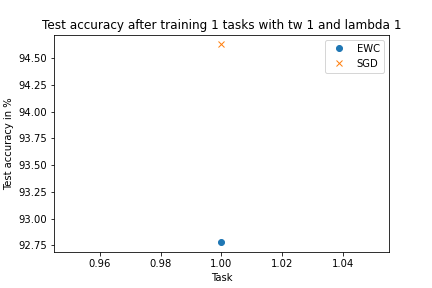 Test accuracy after training 1 tasks with tw 1 and lambda 1
EWC
SGD
94.50
94.25
94.00
93.75
93.50
93.25
93.00
92.75
Test accuracy in %
0.96
0.98
1.00
1.02
1.04
Task